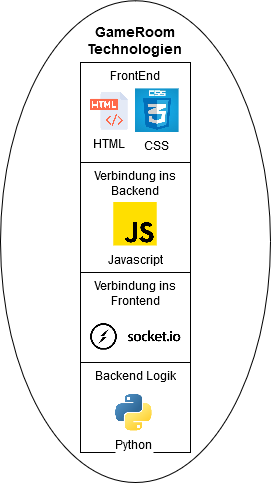 GameRoom
Technologien
FrontEnd
HTML
CSS
HTML
CSS
Verbindung ins
Backend
JS
Javascript
Verbindung ins
Frontend
socket.io
Backend Logik
Python